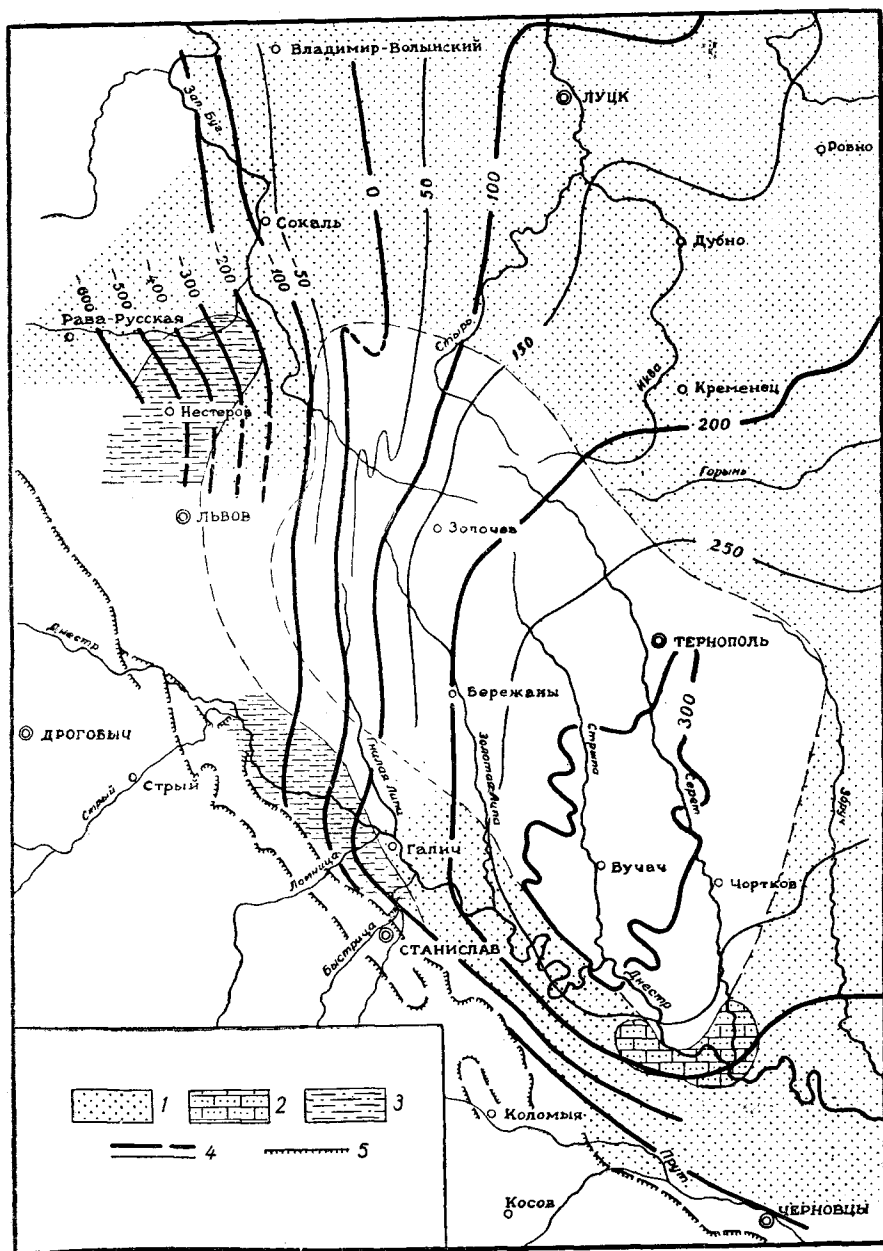 Владимир-Волынский
Зап. Буг.
ЛУЦК
Ровно
0
50
100
Сокаль
Дубно
-50
-100
-200
-300
-400
-500
-600
Рава-Русская
Стырь
150
Иква
Кременец
Нестеров
200
Горынь
ЛЬВОВ
Золочев
250
Днестр
ТЕРНОПОЛЬ
Бережаны
300
ДРОГОБЫЧ
Гнилая Липа
Золотая Липа
Стрыпа
Серет
Збруч
Стрый
Стрый
Галич
Ломница
Бучач
Чортков
Быстрица
СТАНИСЛАВ
Днестр
1
2
3
4
5
Коломыя
Прут.
Косов
ЧЕРНОВЦЫ